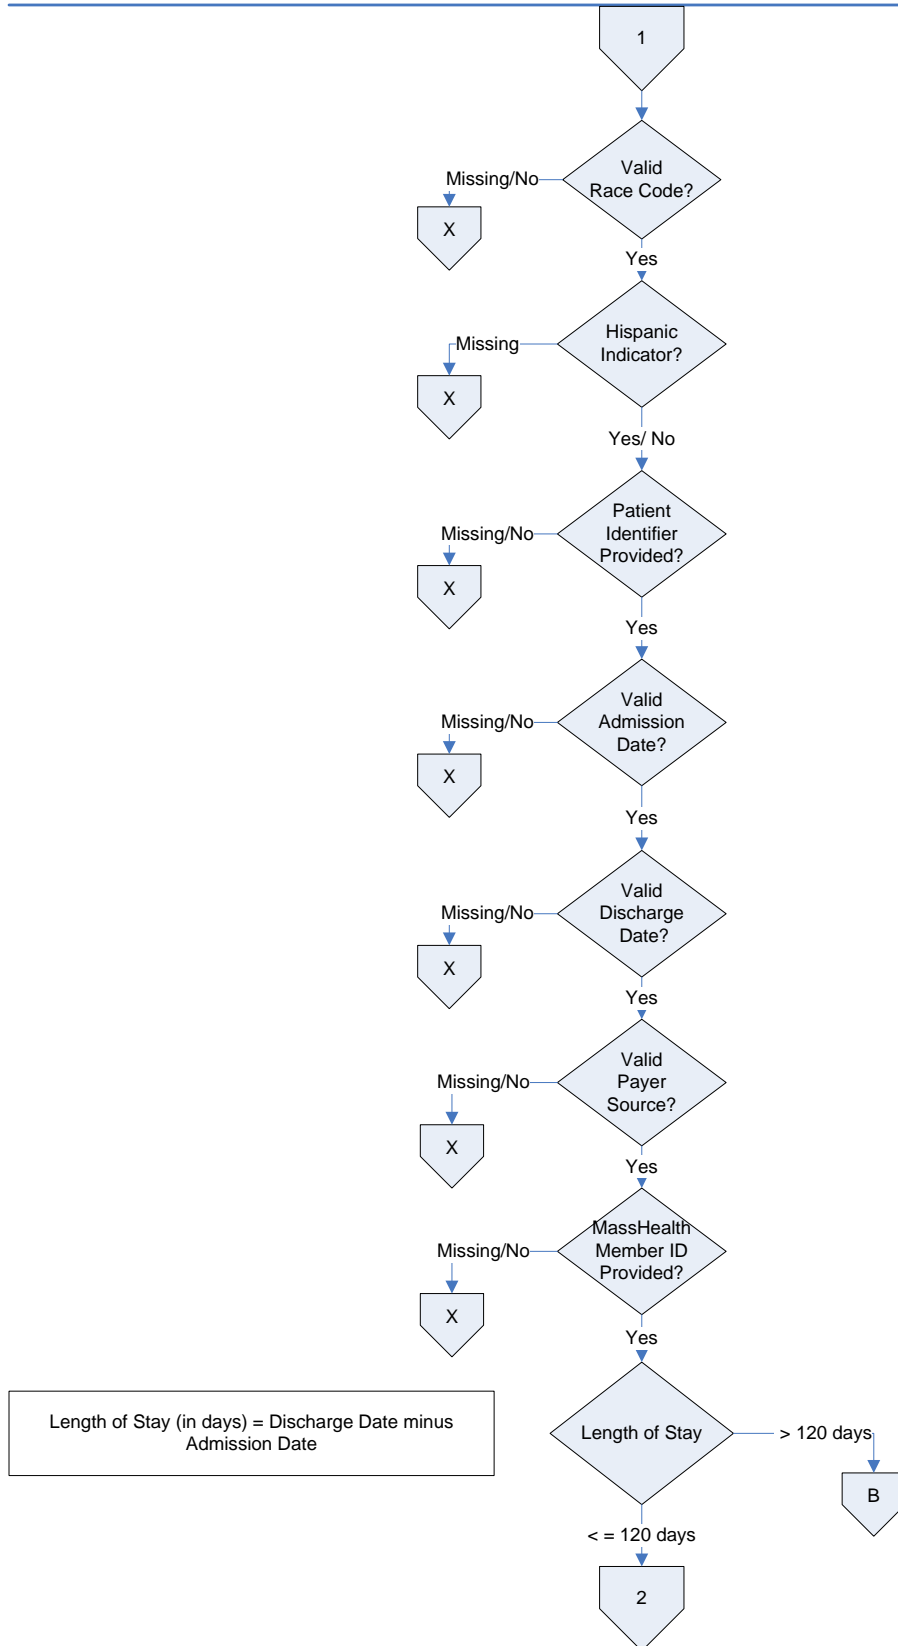 1
Valid
Race Code?
Missing/No
X
Yes
Hispanic
Indicator?
Missing
X
Yes/ No
Patient
Identifier
Provided?
Missing/No
X
Yes
Valid
Admission
Date?
Missing/No
X
Yes
Valid
Discharge
Date?
Missing/No
X
Yes
Valid
Payer
Source?
Missing/No
X
Yes
MassHealth
Member ID
Provided?
Missing/No
X
Yes
Length of Stay (in days) = Discharge Date minus
Admission Date
Length of Stay
> 120 days
B
< = 120 days
2